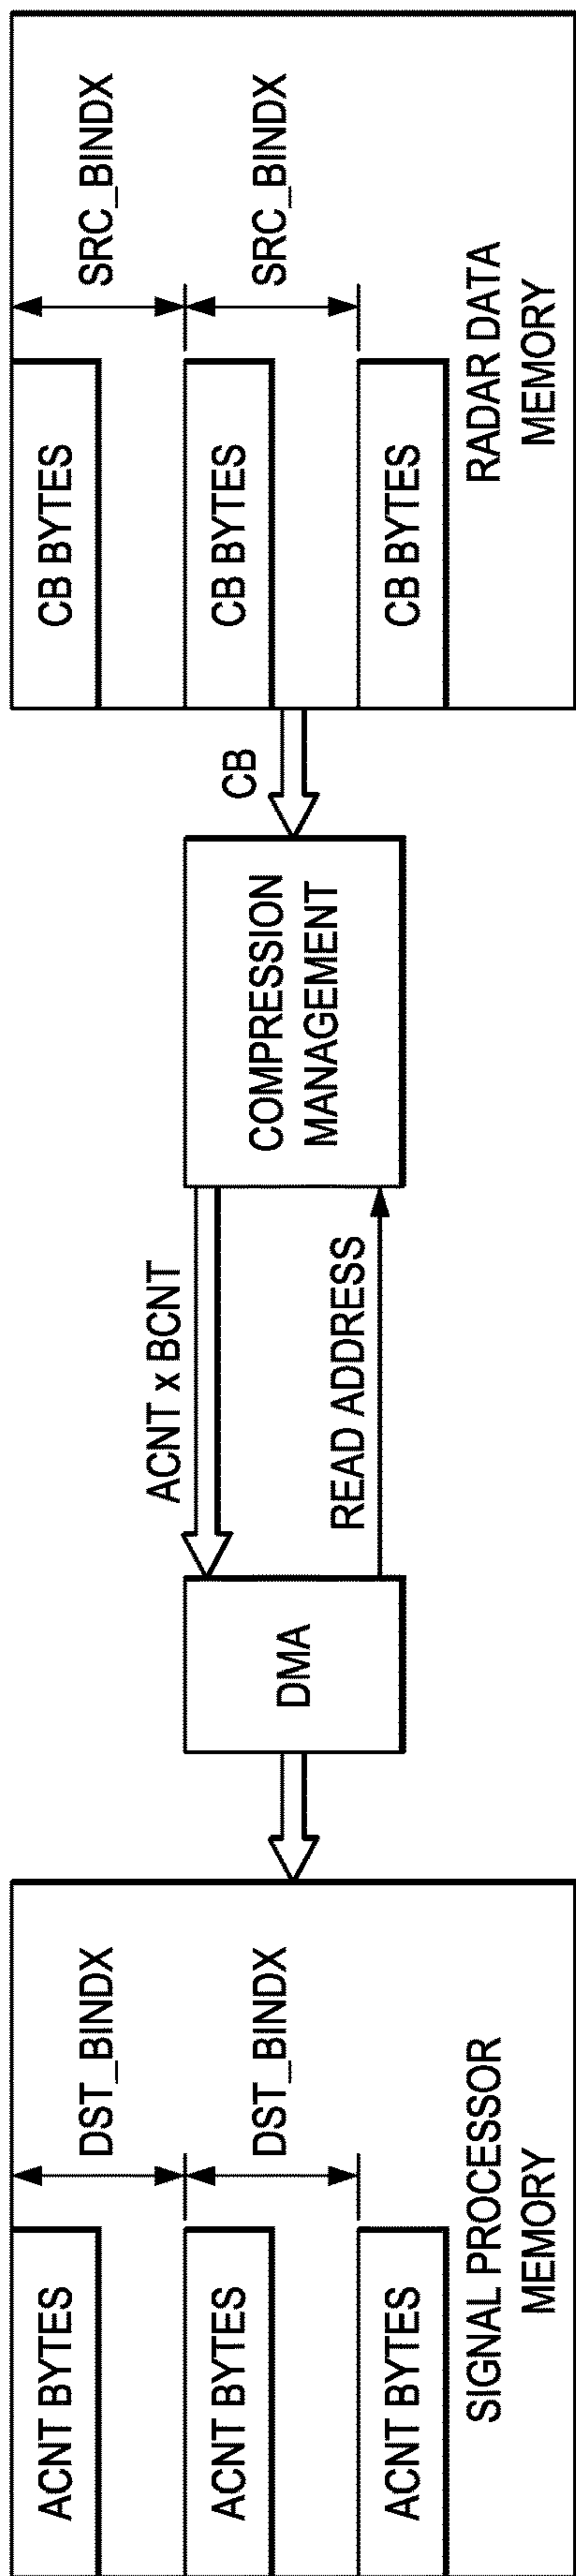 ACNT BYTES
DST_BINDX
ACNT BYTES
DST_BINDX
ACNT BYTES
SIGNAL PROCESSOR
MEMORY
DMA
ACNT x BCNT
READ ADDRESS
COMPRESSION
MANAGEMENT
CB
CB BYTES
SRC_BINDX
CB BYTES
SRC_BINDX
CB BYTES
RADAR DATA
MEMORY